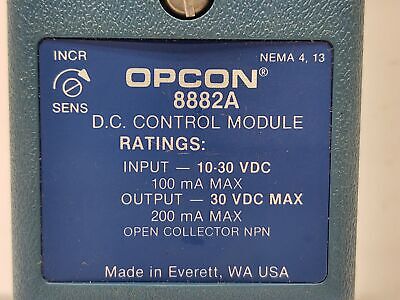 INCR
NEMA 4, 13
OPCON®
SENS
8882A
D.C. CONTROL MODULE
RATINGS:
INPUT — 10-30 VDC
100 mA MAX
OUTPUT — 30 VDC MAX
200 mA MAX
OPEN COLLECTOR NPN
Made in Everett, WA USA